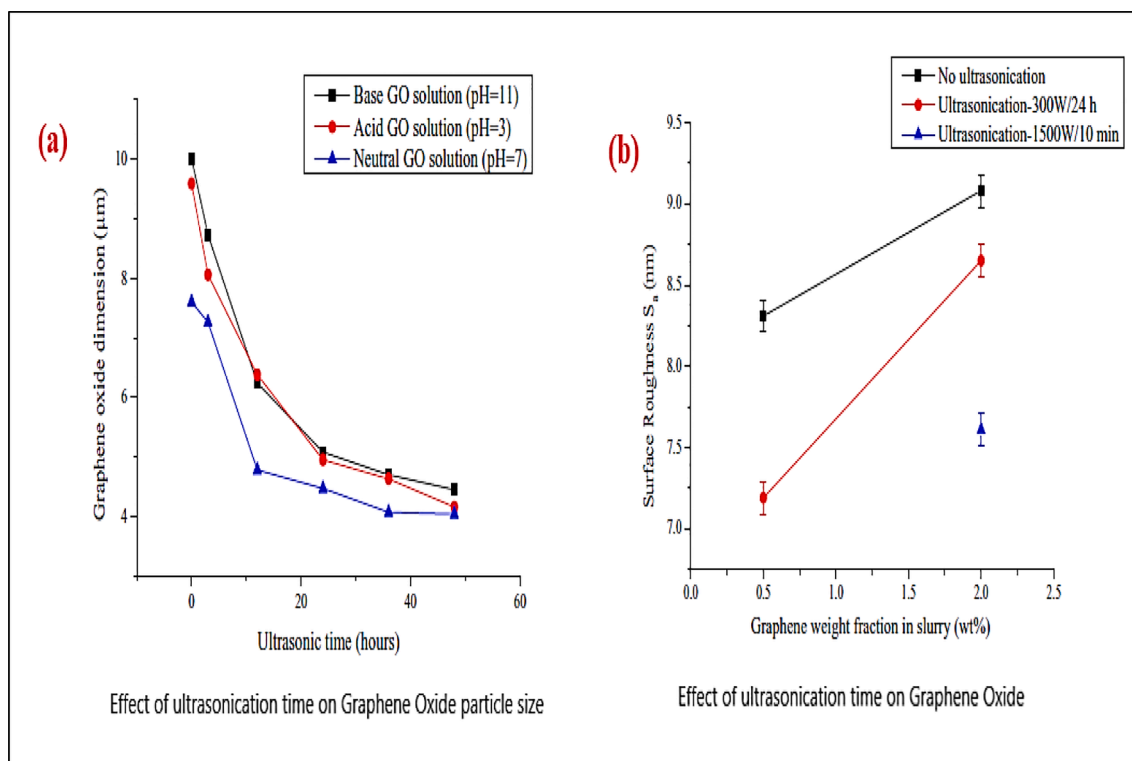 (a)
Base GO solution (pH=11)
Acid GO solution (pH=3)
Neutral GO solution (pH=7)
Graphene oxide dimension (μm)
10
8
6
4
0
20
40
60
Ultrasonic time (hours)
Effect of ultrasonication time on Graphene Oxide particle size
(b)
No ultrasonication
Ultrasonication-300W/24 h
Ultrasonication-1500W/10 min
Surface Roughness Sa (nm)
9.5
9.0
8.5
8.0
7.5
7.0
0.0
0.5
1.0
1.5
2.0
2.5
Graphene weight fraction in slurry (wt%)
Effect of ultrasonication time on Graphene Oxide